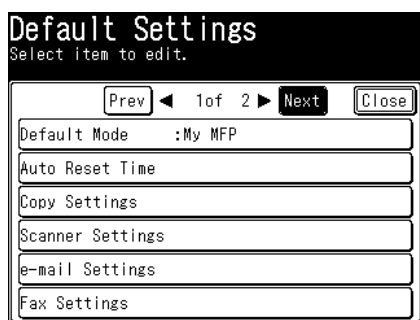 Default Settings
Select item to edit.
Prev ◀ 1of 2 ▶ Next Close
Default Mode :My MFP
Auto Reset Time
Copy Settings
Scanner Settings
e-mail Settings
Fax Settings